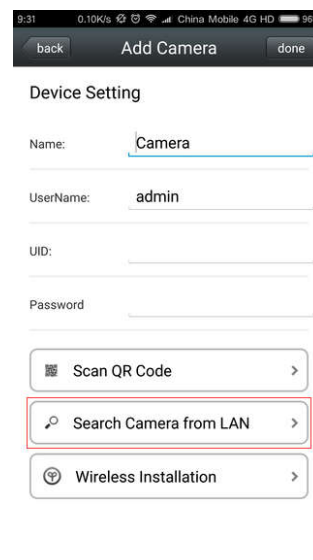 9:31 0.10K/s China Mobile 4G HD 96
back Add Camera done
Device Setting
Name: Camera
UserName: admin
UID:
Password
Scan QR Code
Search Camera from LAN
Wireless Installation